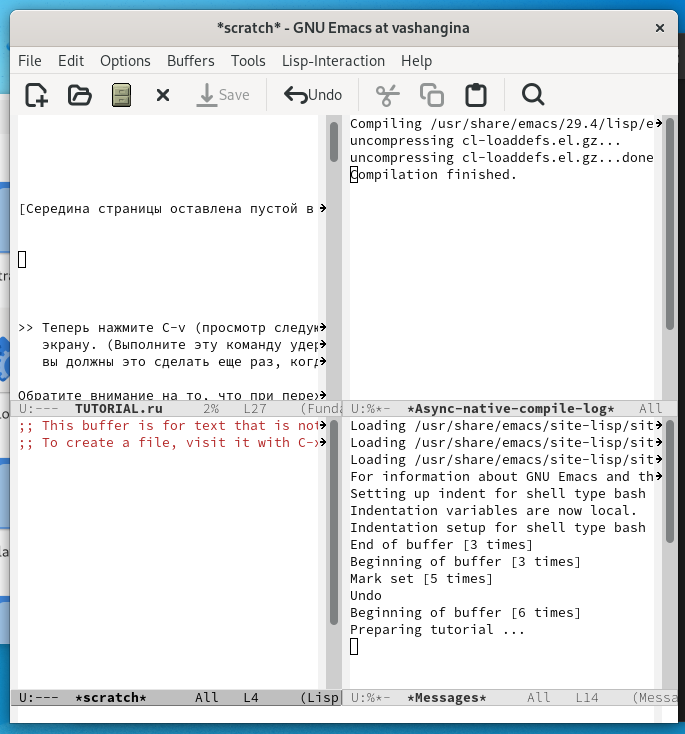 *scratch* - GNU Emacs at vashangina
File Edit Options Buffers Tools Lisp-Interaction Help
Save Undo
[Середина страницы оставлена пустой в
>> Теперь нажмите C-v (просмотр
экрану. (Выполните эту команду
вы должны это сделать еще раз,
Обратите внимание на то, что при
U:--- TUTORIAL.ru 2% L27
Compiling /usr/share/emacs/29.4/lisp/e
uncompressing cl-loaddefs.el.gz...
uncompressing cl-loaddefs.el.gz...done
Compilation finished.
U:%*- *Async-native-compile-log* All
;; This buffer is for text that is
;; To create a file, visit it with
U:--- *scratch* All L4 (Lisp
Loading /usr/share/emacs/site-lisp/sit
Loading /usr/share/emacs/site-lisp/sit
Loading /usr/share/emacs/site-lisp/sit
For information about GNU Emacs and th
Setting up indent for shell type bash
Indentation variables are now local.
Indentation setup for shell type bash
End of buffer [3 times]
Beginning of buffer [3 times]
Mark set [5 times]
Undo
Beginning of buffer [6 times]
Preparing tutorial ...
U:%*- *Messages* All L14 (Messa